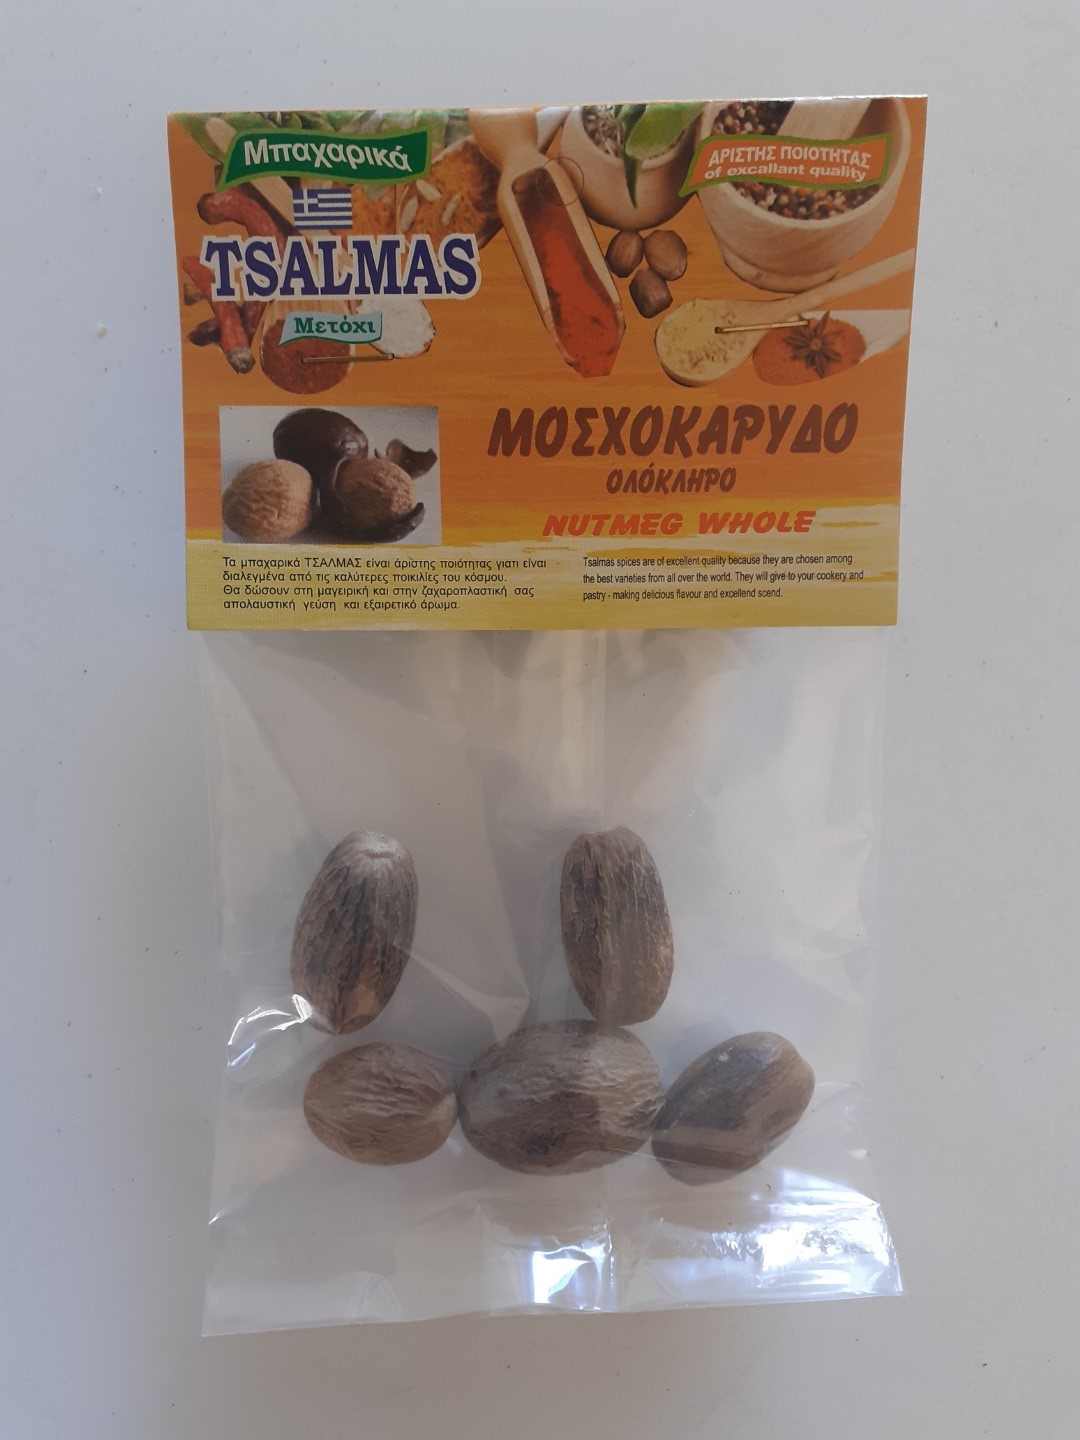 Μπαχαρικά
ΑΡΙΣΤΗΣ ΠΟΙΟΤΗΤΑΣ
of excallant quality
TSALMAS
Μετόχι
ΜΟΣΧΟΚΑΡΥΔΟ
ΟΛΌΚΛΗΡΟ
NUTMEG WHOLE
Τα μπαχαρικά ΤΣΑΛΜΑΣ είναι άριστης ποιότητας γιατι είναι
διαλεγμένα από τις καλύτερες ποικιλίες του κόσμου.
Θα δώσουν στη μαγειρική και στην ζαχαροπλαστική σας
απολαυστική γεύση και εξαιρετικό άρωμα.
Tsalmas spices are of excellent quality because they are chosen among
the best varieties from all over the world. They will give to your cookery and
pastry - making delicious flavour and excellend scend.